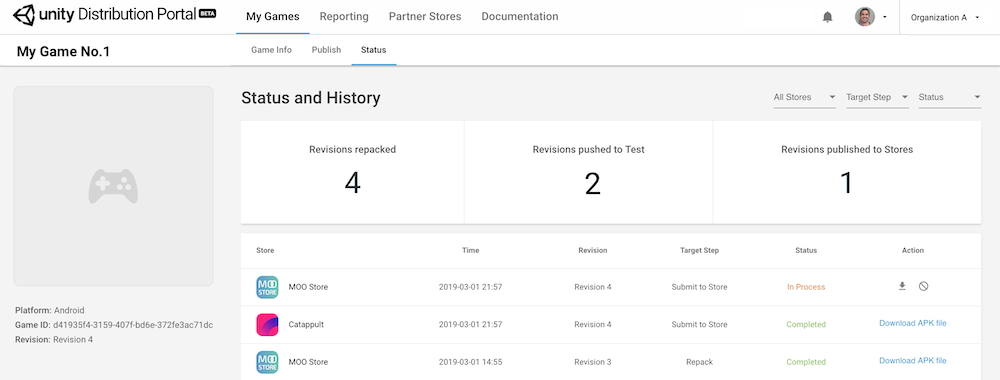 unity Distribution Portal BETA
My Games Reporting Partner Stores Documentation
Organization A
My Game No.1
Game Info Publish Status
Status and History
All Stores Target Step Status
Revisions repacked Revisions pushed to Test Revisions published to Stores
4 2 1
Store Time Revision Target Step Status Action
MOO STORE MOO Store 2019-03-01 21:57 Revision 4 Submit to Store In Process
Catappult 2019-03-01 21:57 Revision 4 Submit to Store Completed Download APK file
MOO STORE MOO Store 2019-03-01 14:55 Revision 3 Repack Completed Download APK file
Platform: Android
Game ID: d41935f4-3159-407f-bd6e-372fe3ac71dc
Revision: Revision 4